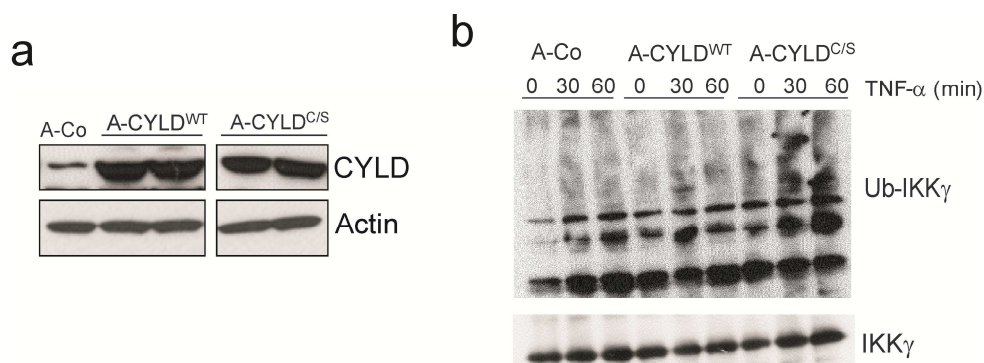 a
A-Co A-CYLDWT A-CYLDC/S
CYLD
Actin
b
A-Co A-CYLDWT A-CYLDC/S
0 30 60 0 30 60 0 30 60 TNF-α (min)
Ub-IKKγ
IKKγ